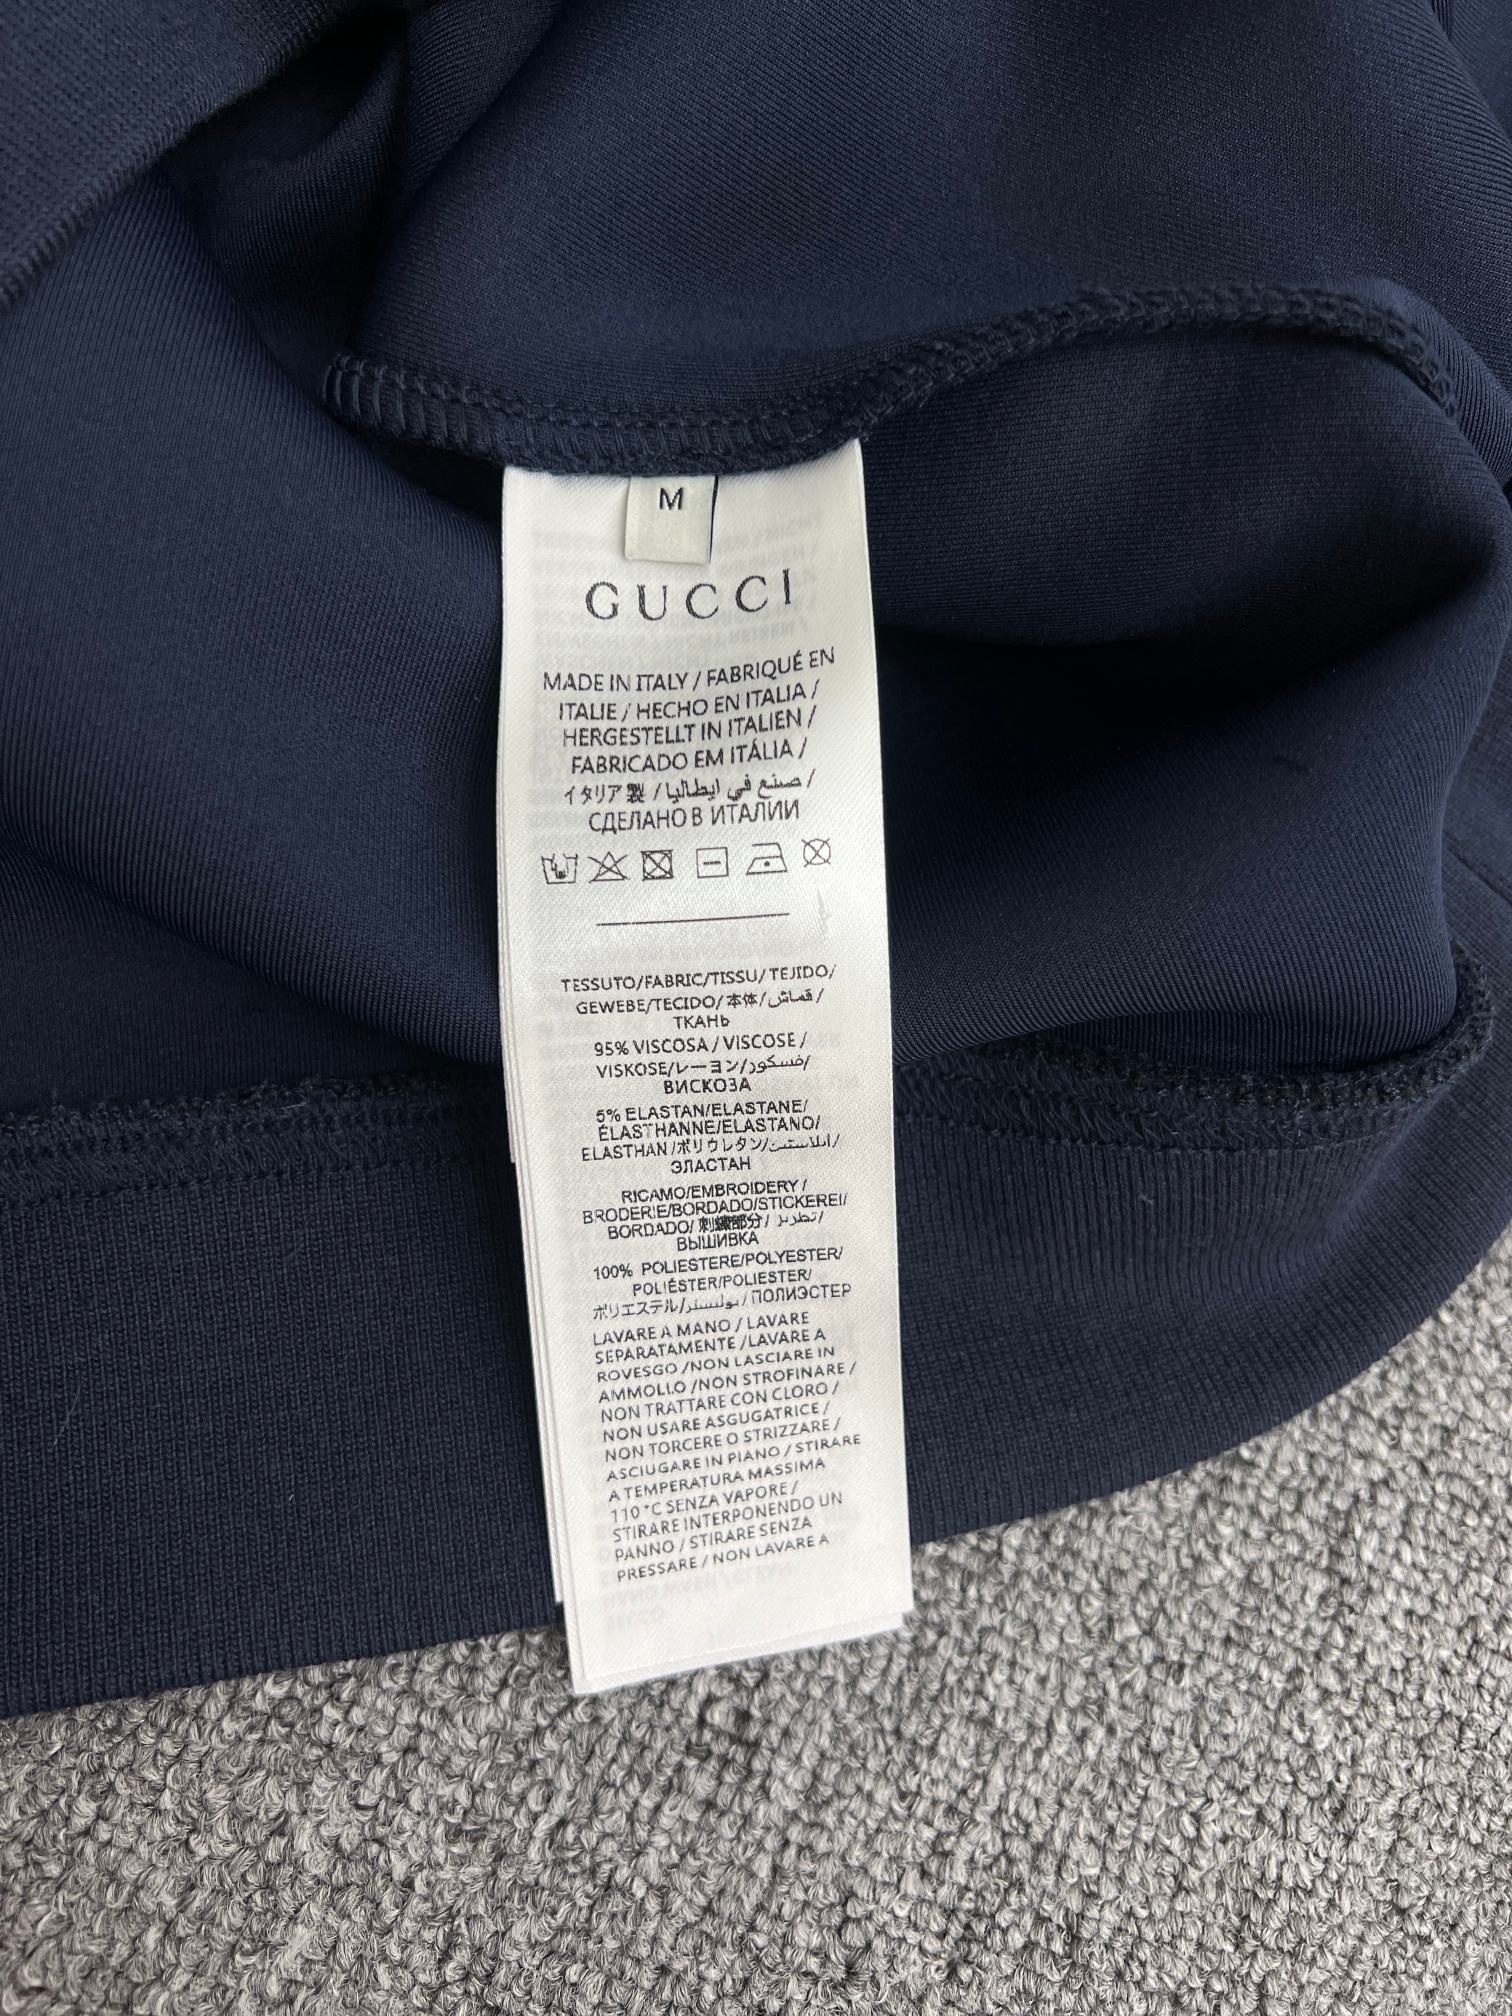 M
GUCCI
MADE IN ITALY / FABRIQUÉ EN
ITALIE / HECHO EN ITALIA /
HERGESTELLT IN ITALIEN /
FABRICADO EM ITÁLIA /
イタリア製 / صنع في ايطاليا /
СДЕЛАНО В ИТАЛИИ
TESSUTO/FABRIC/TISSU/ TEJIDO/
GEWEBE/TECIDO/ 本体/ قماش /
ТКАНЬ
95% VISCOSA / VISCOSE /
VISKOSE/レーヨン/فسكوز/
ВИСКОЗА
5% ELASTAN/ELASTANE/
ÉLASTHANNE/ELASTANO/
ELASTHAN/ポリウレタン/إيلاستين/
ЭЛАСТАН
RICAMO/EMBROIDERY /
BRODERIE/BORDADO/STICKEREI/
BORDADO/ 刺繍部分/ تطريز/
ВЫШИВКА
100% POLIESTERE/POLYESTER/
POLIÉSTER/POLIESTER/
ポリエステル/بوليستر/ПОЛИЭСТЕР
LAVARE A MANO / LAVARE
SEPARATAMENTE /LAVARE A
ROVESGO /NON LASCIARE IN
AMMOLLO /NON STROFINARE /
NON TRATTARE CON CLORO /
NON USARE ASGUGATRICE /
NON TORCERE O STRIZZARE /
ASCIUGARE IN PIANO / STIRARE
A TEMPERATURA MASSIMA
110 °C SENZA VAPORE /
STIRARE INTERPONENDO UN
PANNO / STIRARE SENZA
PRESSARE / NON LAVARE A